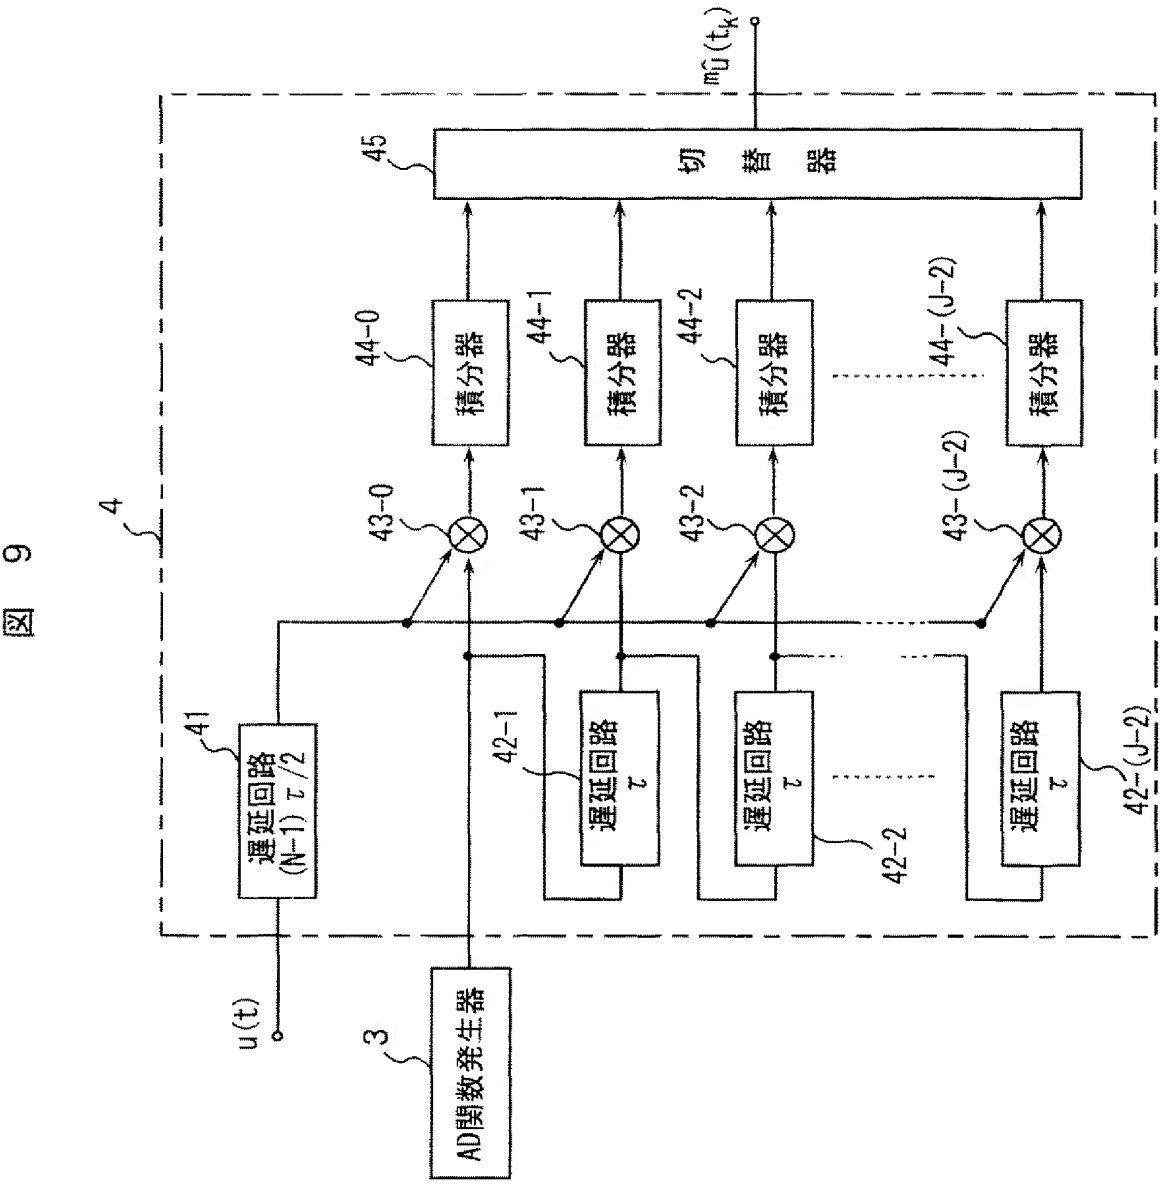 図 9
4
u(t)
遅延回路
(N-1)τ/2
41
3
AD関数発生器
43-0
44-0
積分器
45
切替器
m̂u(tk)
42-1
遅延回路
τ
43-1
44-1
積分器
42-2
遅延回路
τ
43-2
44-2
積分器
42-(J-2)
遅延回路
τ
43-(J-2)
44-(J-2)
積分器